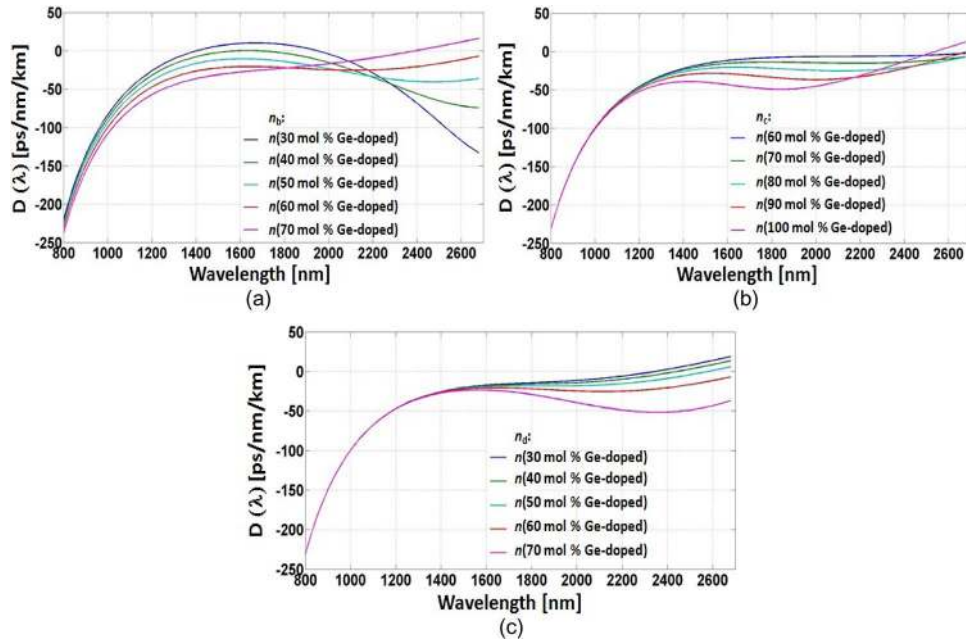 50
0
-50
-100
-150
-200
-250
D (λ) [ps/nm/km]
n_b:
n(30 mol % Ge-doped)
n(40 mol % Ge-doped)
n(50 mol % Ge-doped)
n(60 mol % Ge-doped)
n(70 mol % Ge-doped)
800 1000 1200 1400 1600 1800 2000 2200 2400 2600
Wavelength [nm]
(a)
50
0
-50
-100
-150
-200
-250
D (λ) [ps/nm/km]
n_c:
n(60 mol % Ge-doped)
n(70 mol % Ge-doped)
n(80 mol % Ge-doped)
n(90 mol % Ge-doped)
n(100 mol % Ge-doped)
800 1000 1200 1400 1600 1800 2000 2200 2400 2600
Wavelength [nm]
(b)
50
0
-50
-100
-150
-200
-250
D (λ) [ps/nm/km]
n_d:
n(30 mol % Ge-doped)
n(40 mol % Ge-doped)
n(50 mol % Ge-doped)
n(60 mol % Ge-doped)
n(70 mol % Ge-doped)
800 1000 1200 1400 1600 1800 2000 2200 2400 2600
Wavelength [nm]
(c)